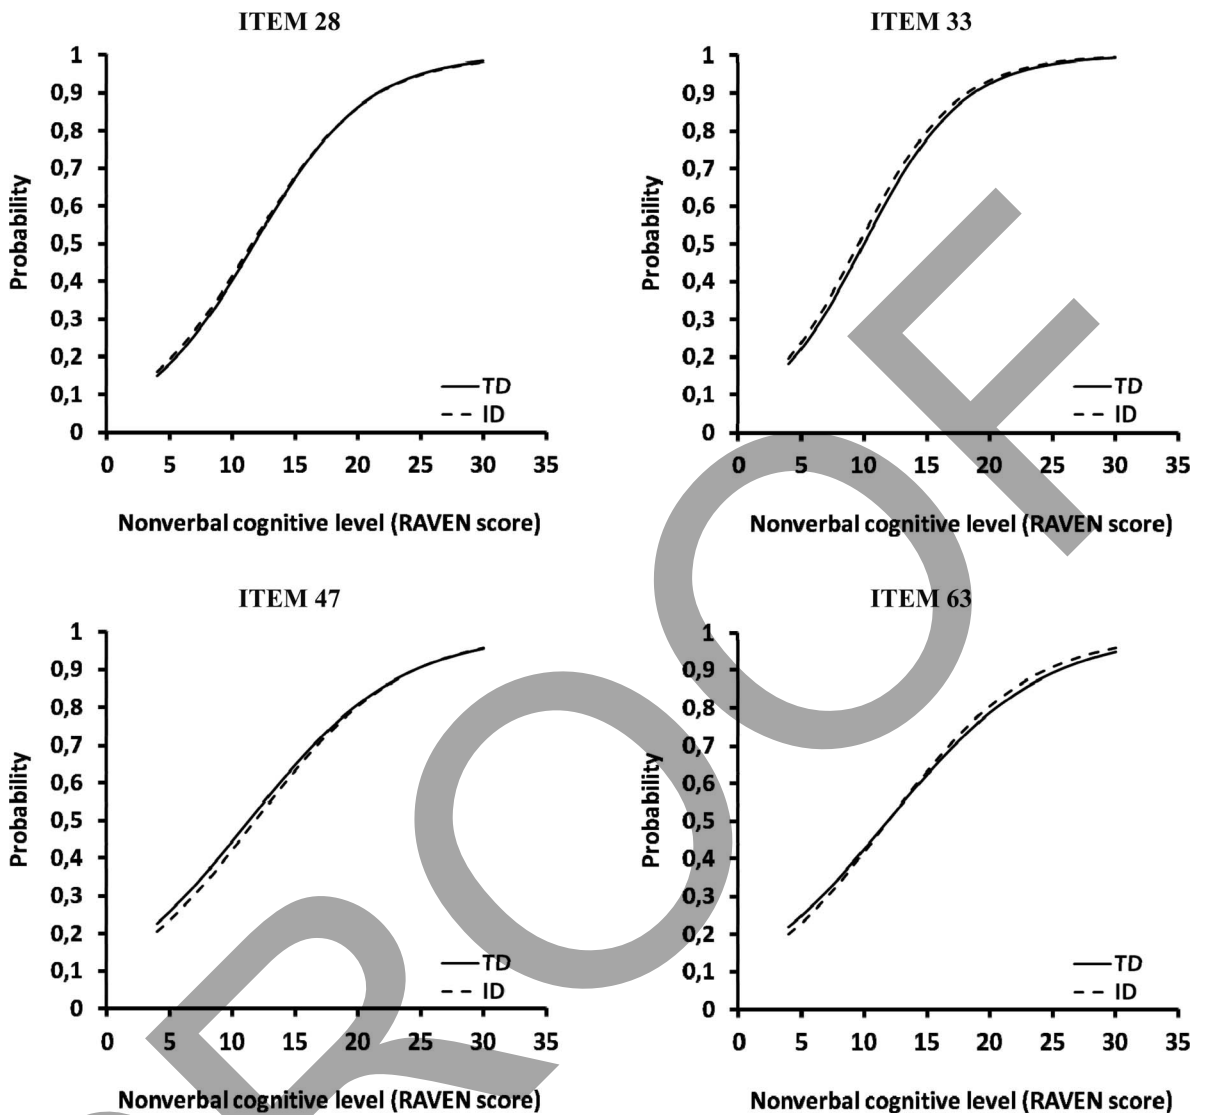 ITEM 28
1
0,9
0,8
0,7
0,6
0,5
0,4
0,3
0,2
0,1
0
Probability
TD
ID
0 5 10 15 20 25 30 35
Nonverbal cognitive level (RAVEN score)
ITEM 33
1
0,9
0,8
0,7
0,6
0,5
0,4
0,3
0,2
0,1
0
Probability
TD
ID
0 5 10 15 20 25 30 35
Nonverbal cognitive level (RAVEN score)
ITEM 47
1
0,9
0,8
0,7
0,6
0,5
0,4
0,3
0,2
0,1
0
Probability
TD
ID
0 5 10 15 20 25 30 35
Nonverbal cognitive level (RAVEN score)
ITEM 63
1
0,9
0,8
0,7
0,6
0,5
0,4
0,3
0,2
0,1
0
Probability
TD
ID
0 5 10 15 20 25 30 35
Nonverbal cognitive level (RAVEN score)
PROOF